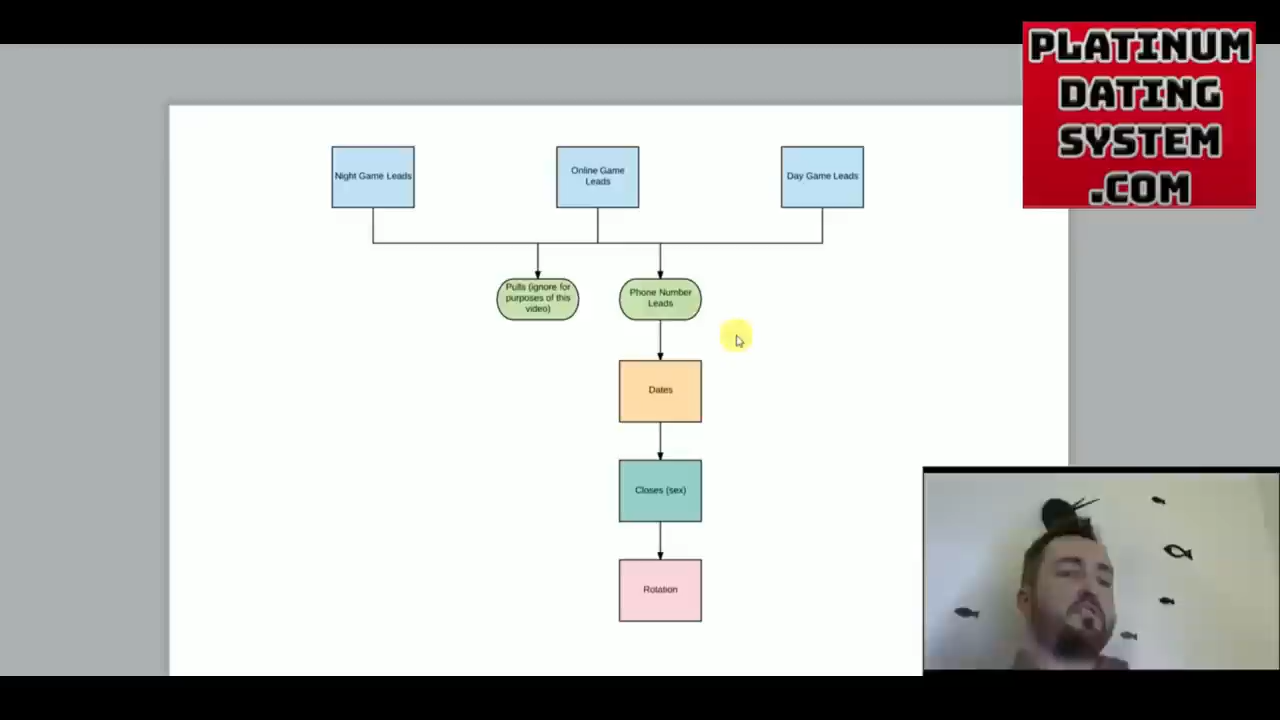 PLATINUM
DATING
SYSTEM
.COM
Night Game Leads
Online Game
Leads
Day Game Leads
Pulls (ignore for
purposes of this
video)
Phone Number
Leads
Dates
Closes (sex)
Rotation